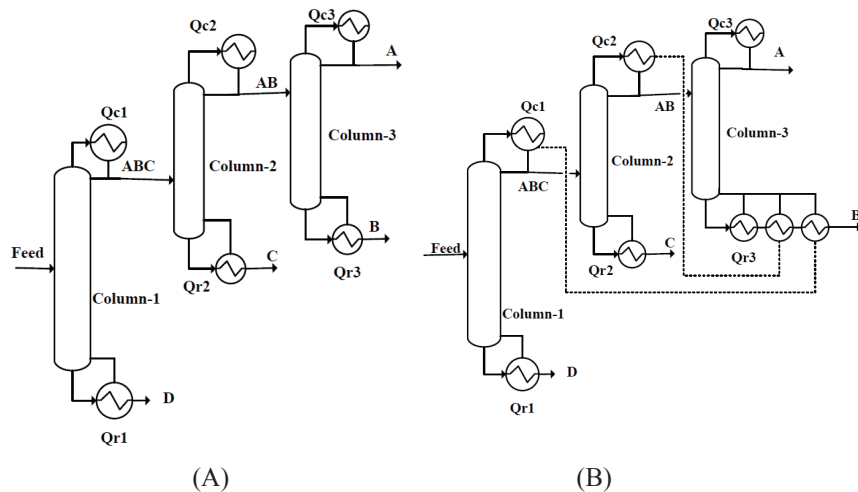 Qc3
Qc2
A
AB
Qc1
Column-3
Column-2
ABC
B
Feed
Qr3
C
Qr2
Column-1
D
Qr1
(A)
Qc3
Qc2
A
Qc1
AB
Column-3
Column-2
ABC
B
Feed
C
Qr3
Qr2
Column-1
D
Qr1
(B)